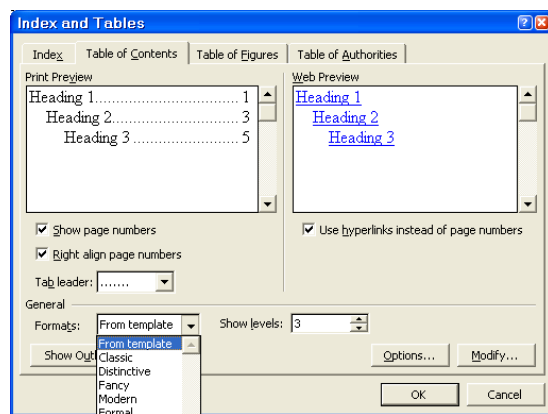 Index and Tables
Index Table of Contents Table of Figures Table of Authorities
Print Preview Web Preview
Heading 1.................................. 1
Heading 2............................. 3
Heading 3 ....................... 5
Heading 1
Heading 2
Heading 3
Show page numbers
Right align page numbers
Use hyperlinks instead of page numbers
Tab leader: .......
General
Formats: From template Show levels: 3
From template
Classic
Distinctive
Fancy
Modern
Formal
Show Options... Modify...
OK Cancel